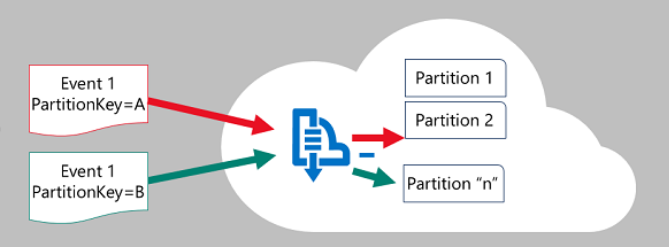 Event 1
PartitionKey=A
Event 1
PartitionKey=B
Partition 1
Partition 2
Partition “n”